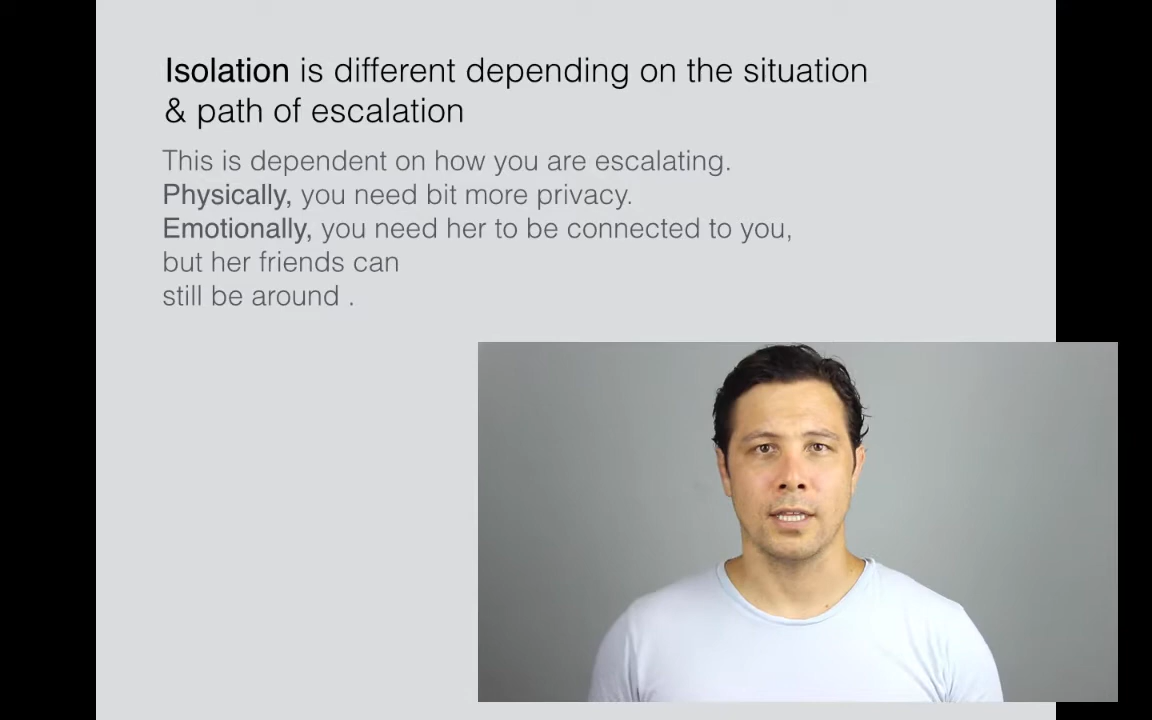 Isolation is different depending on the situation
& path of escalation
This is dependent on how you are escalating.
Physically, you need bit more privacy.
Emotionally, you need her to be connected to you,
but her friends can
still be around .